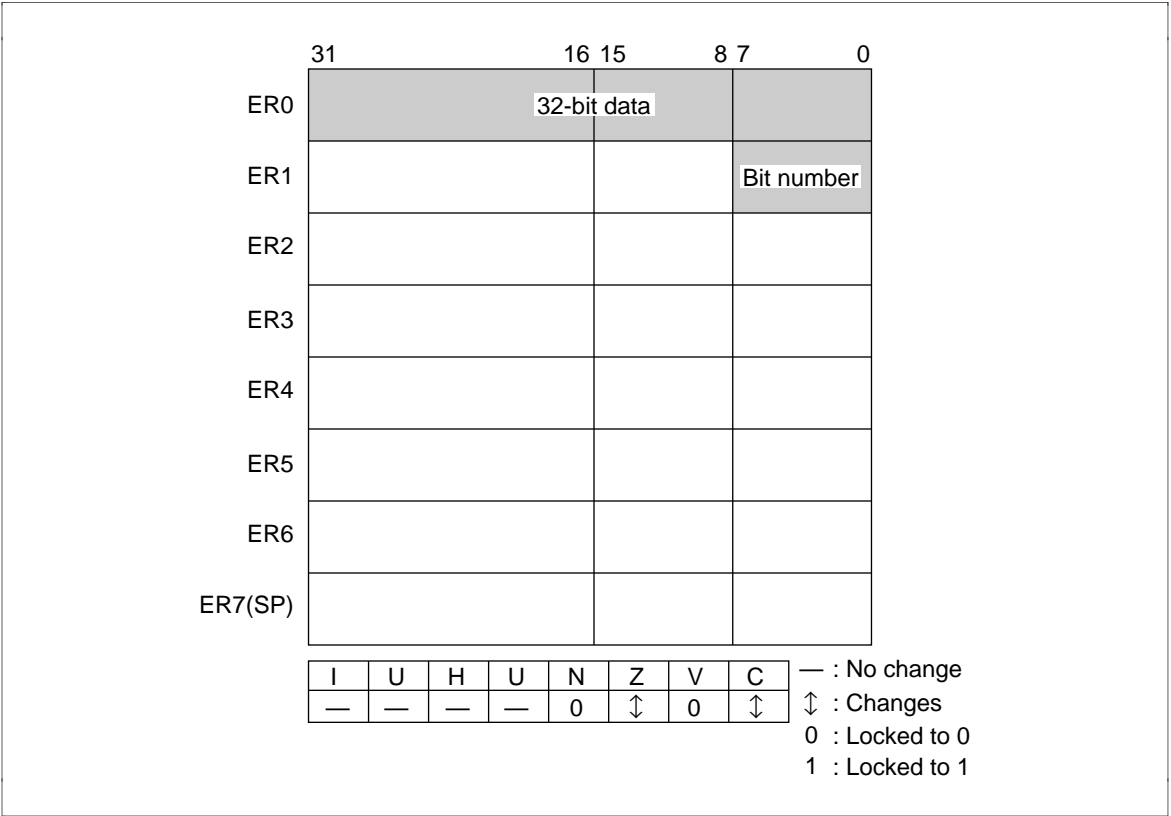 31 16 15 8 7 0
ER0 32-bit data
ER1 Bit number
ER2
ER3
ER4
ER5
ER6
ER7(SP)
I U H U N Z V C
— — — — 0 ↕ 0 ↕
— : No change
↕ : Changes
0 : Locked to 0
1 : Locked to 1